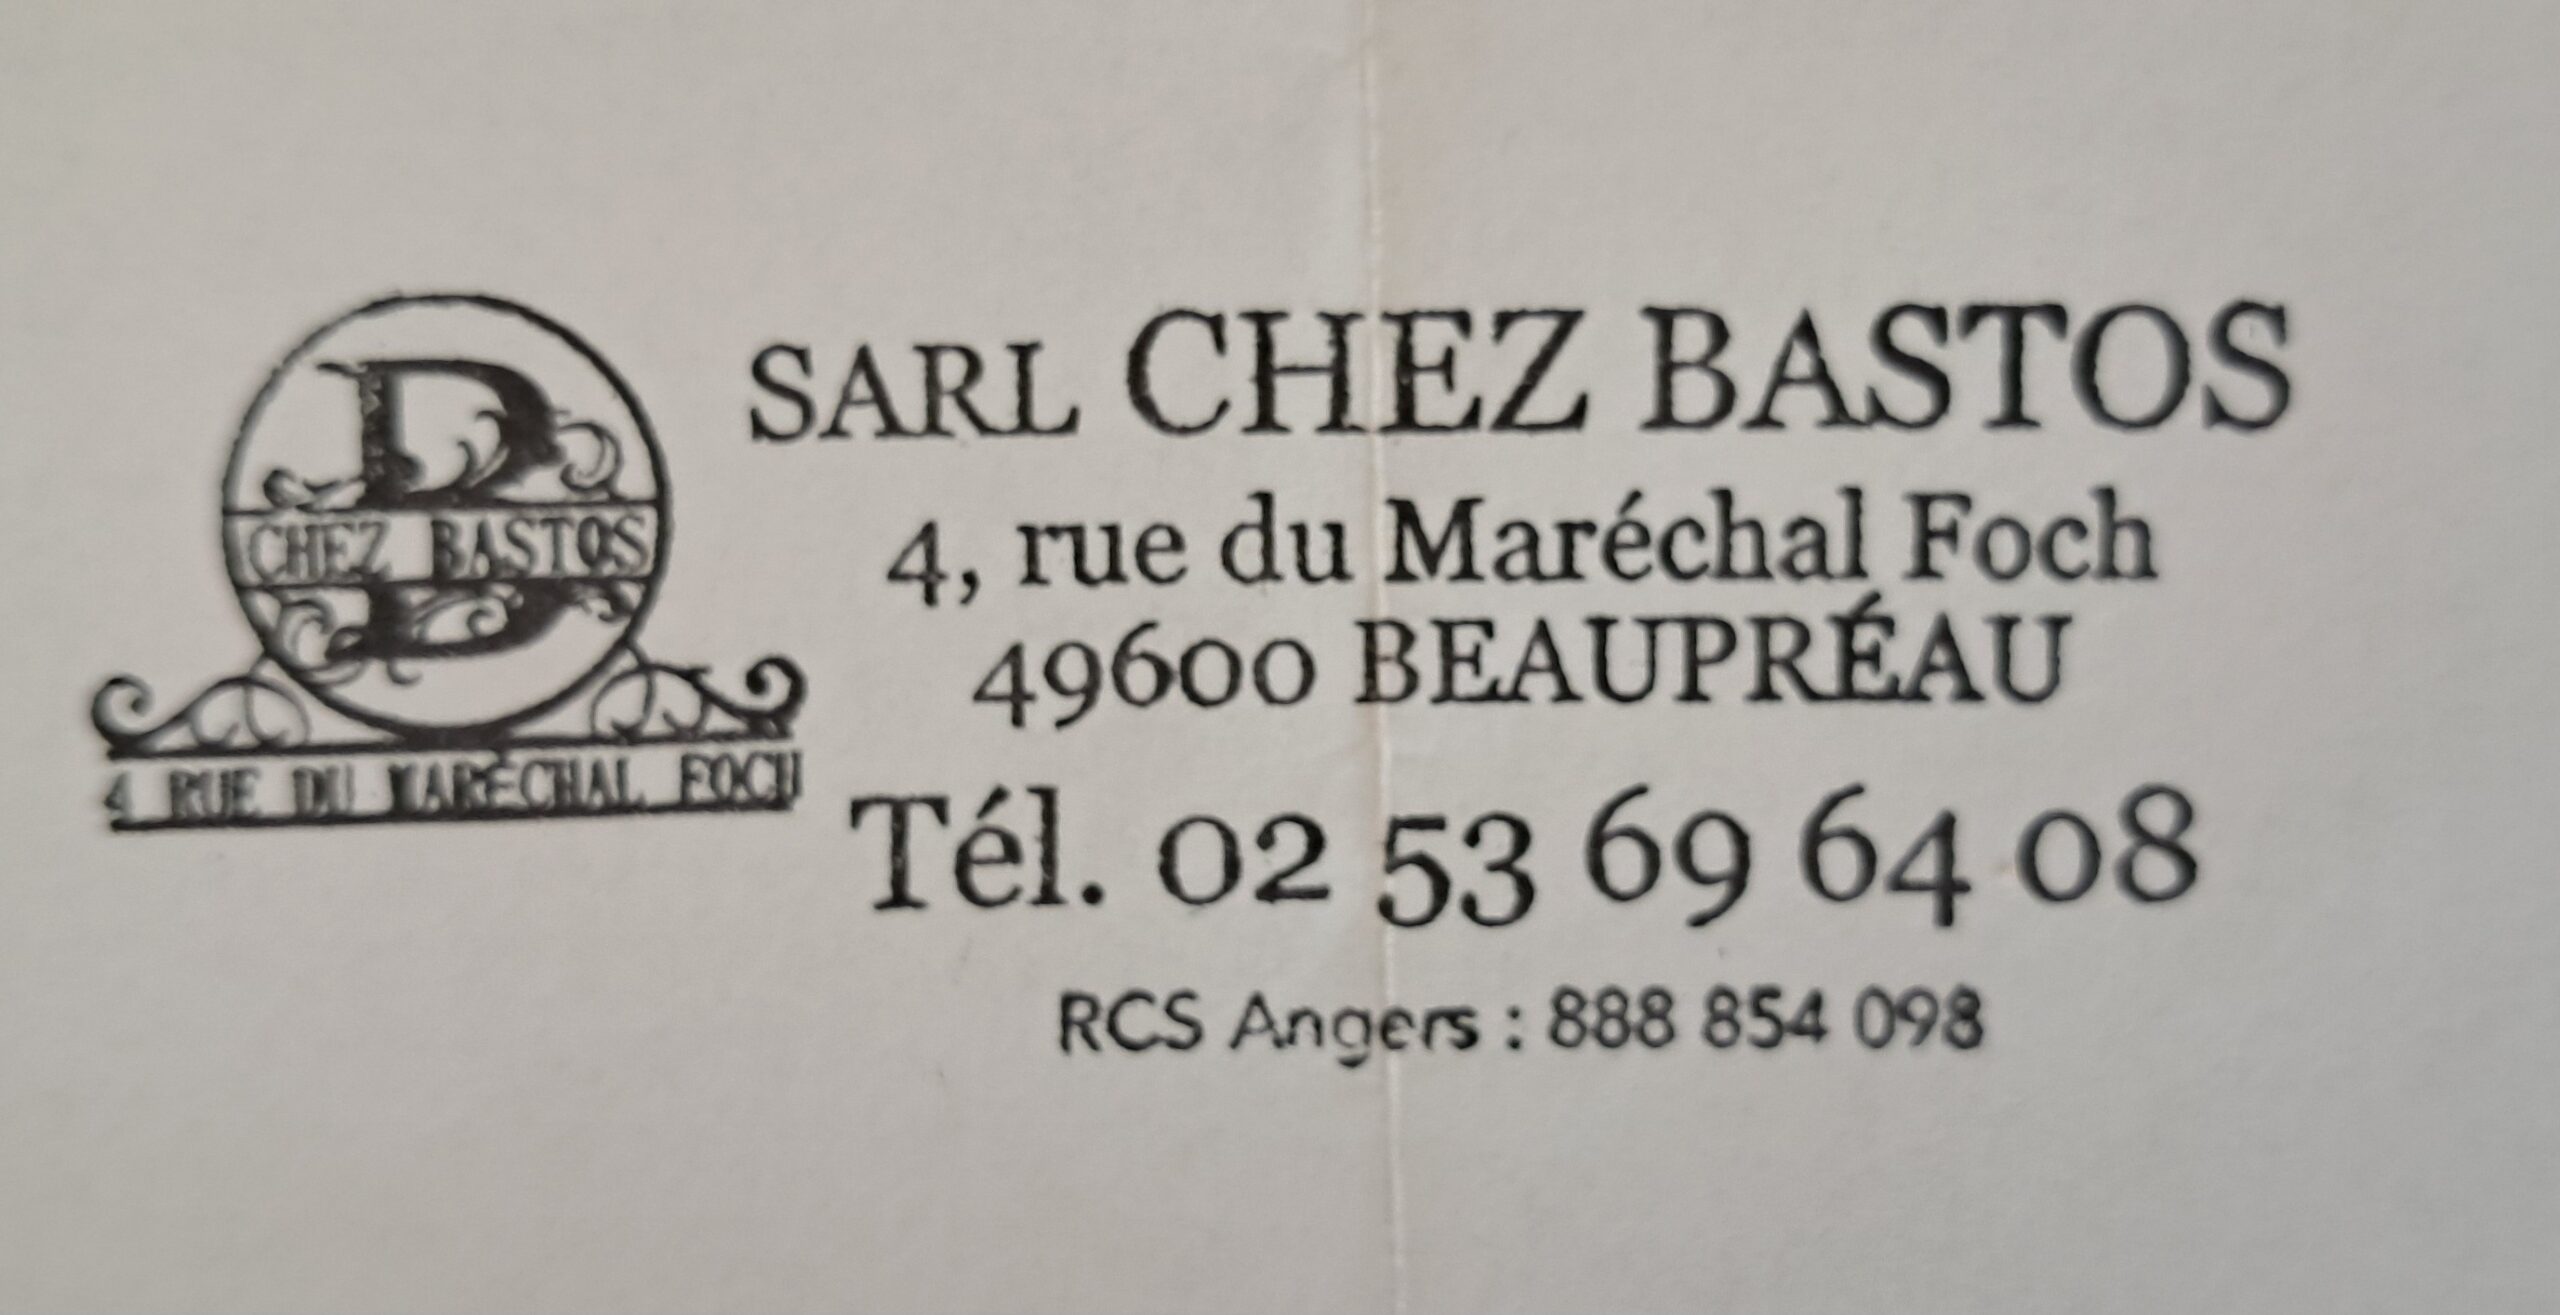 CHEZ BASTOS
4 RUE DU MARÉCHAL FOCH
SARL CHEZ BASTOS
4, rue du Maréchal Foch
49600 BEAUPRÉAU
Tél. 02 53 69 64 08
RCS Angers : 888 854 098